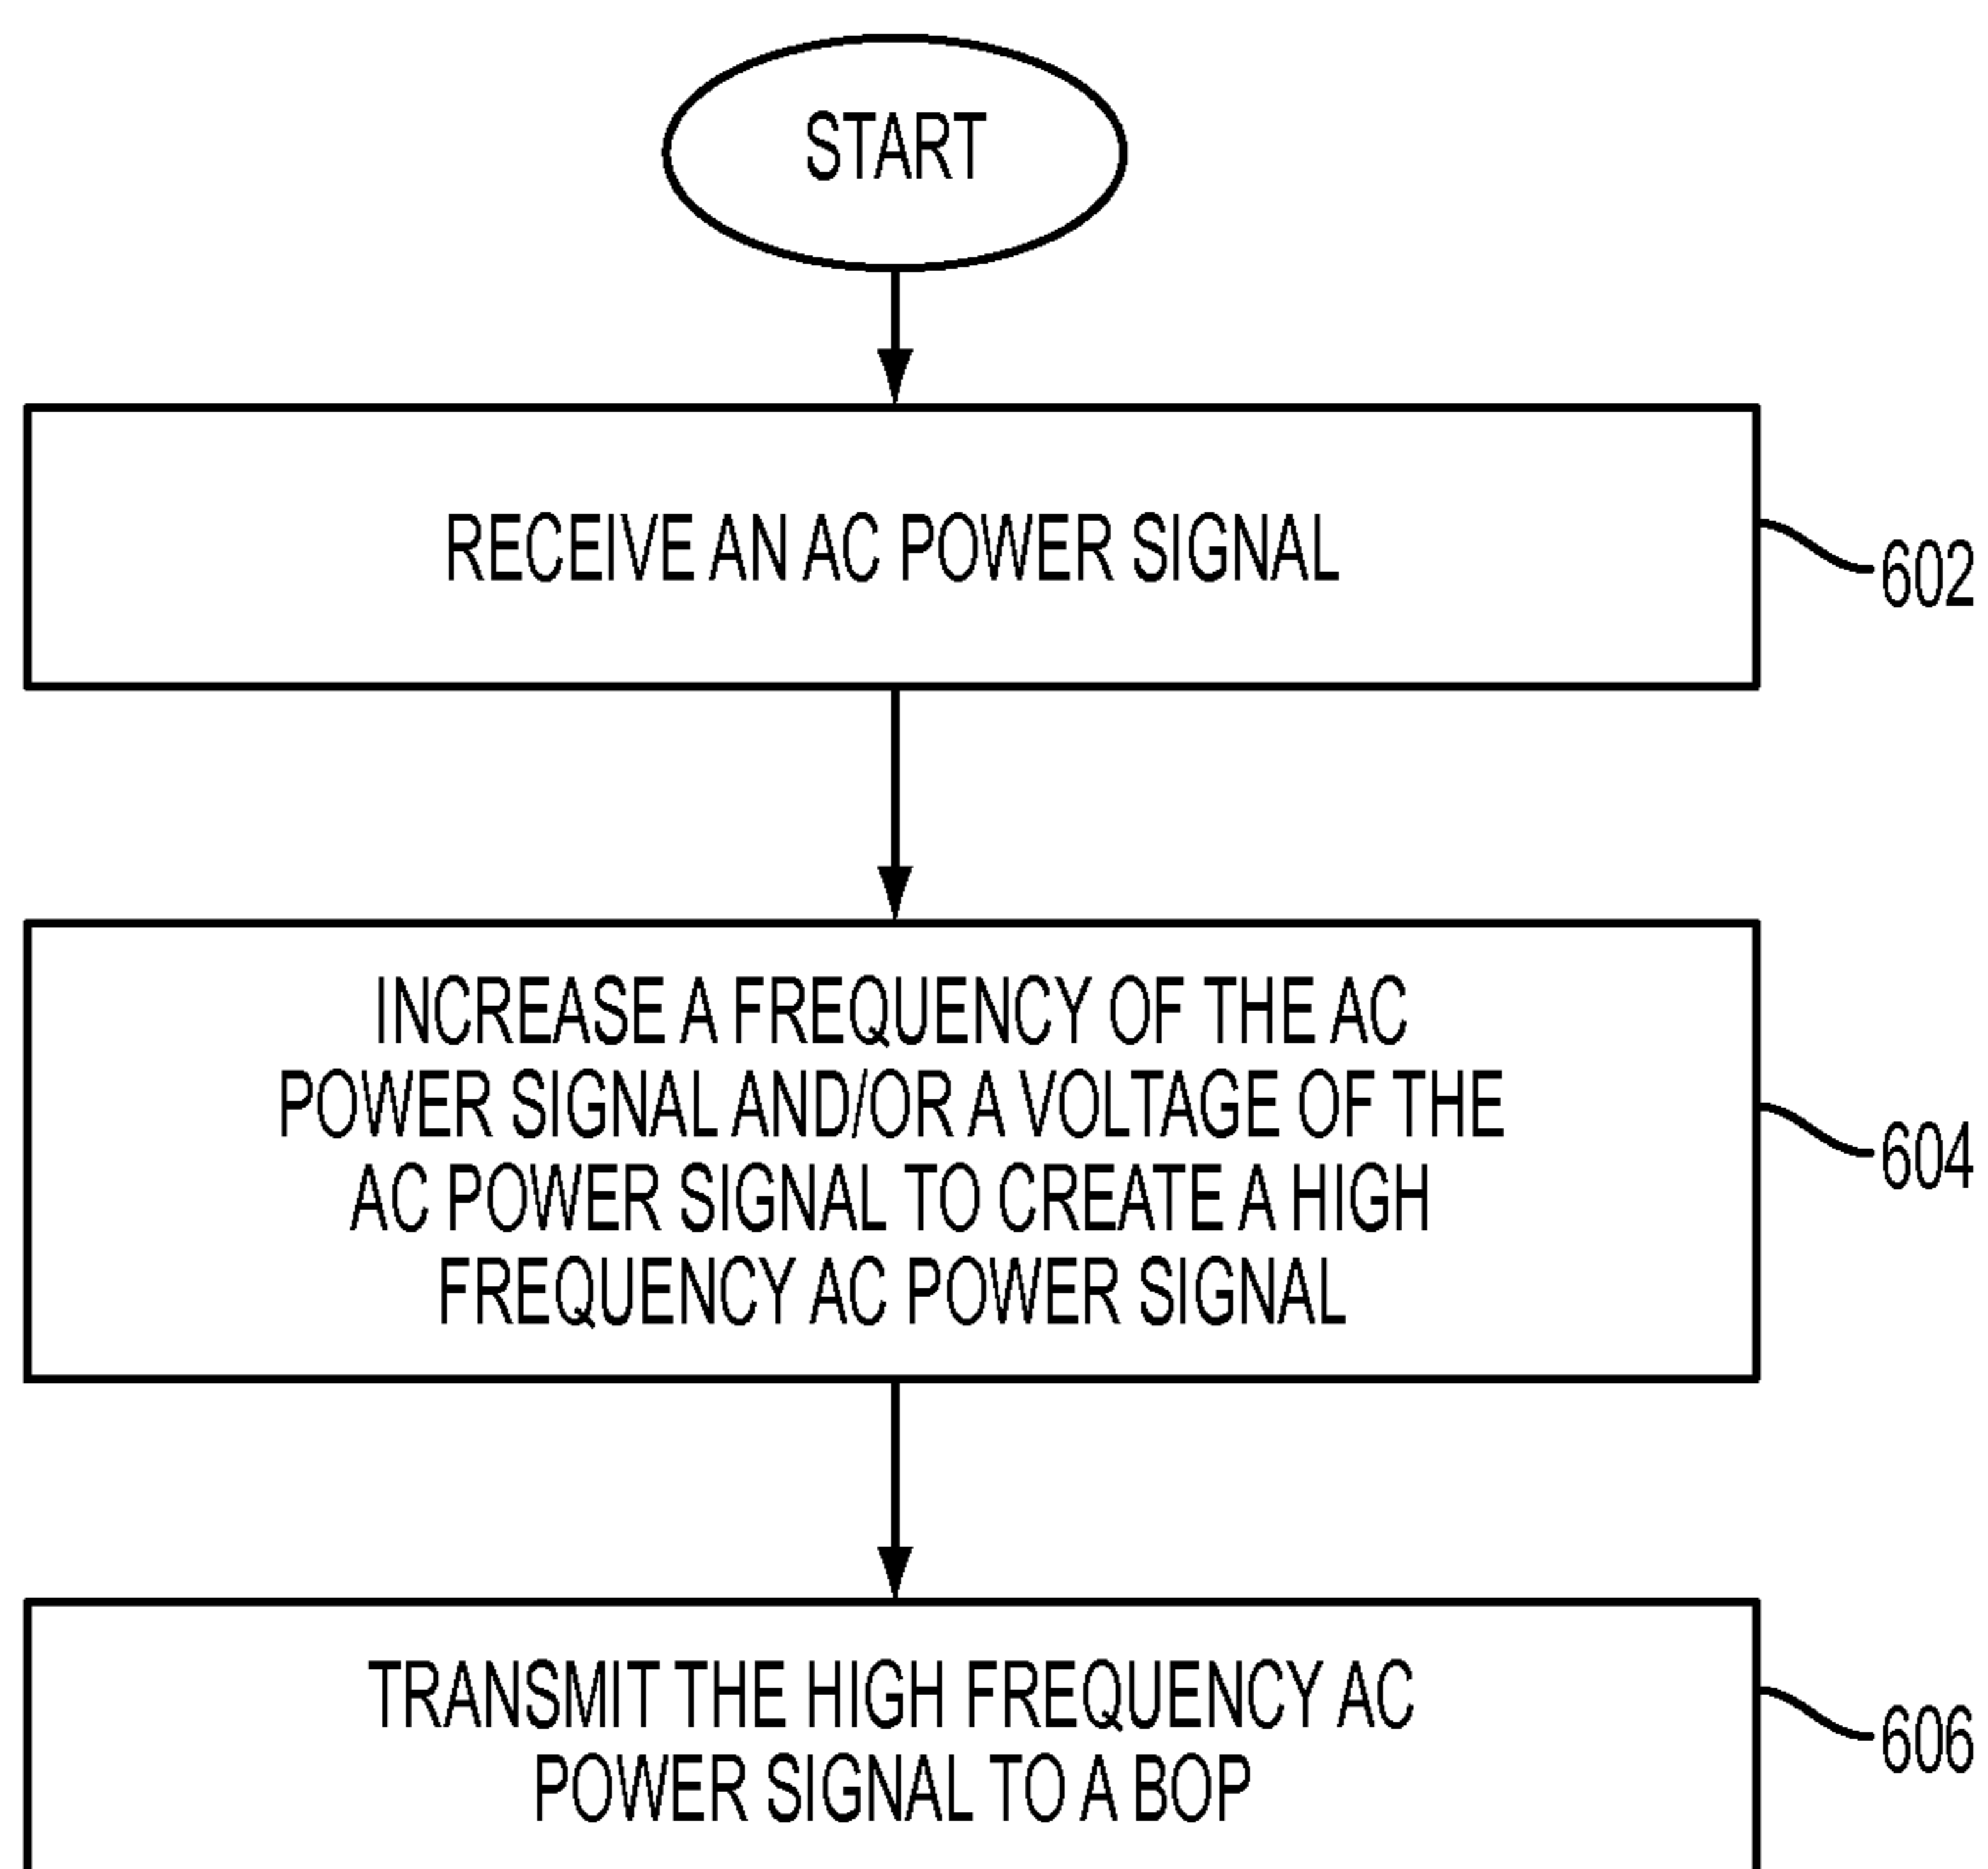 START
RECEIVE AN AC POWER SIGNAL
602
INCREASE A FREQUENCY OF THE AC
POWER SIGNAL AND/OR A VOLTAGE OF THE
AC POWER SIGNAL TO CREATE A HIGH
FREQUENCY AC POWER SIGNAL
604
TRANSMIT THE HIGH FREQUENCY AC
POWER SIGNAL TO A BOP
606